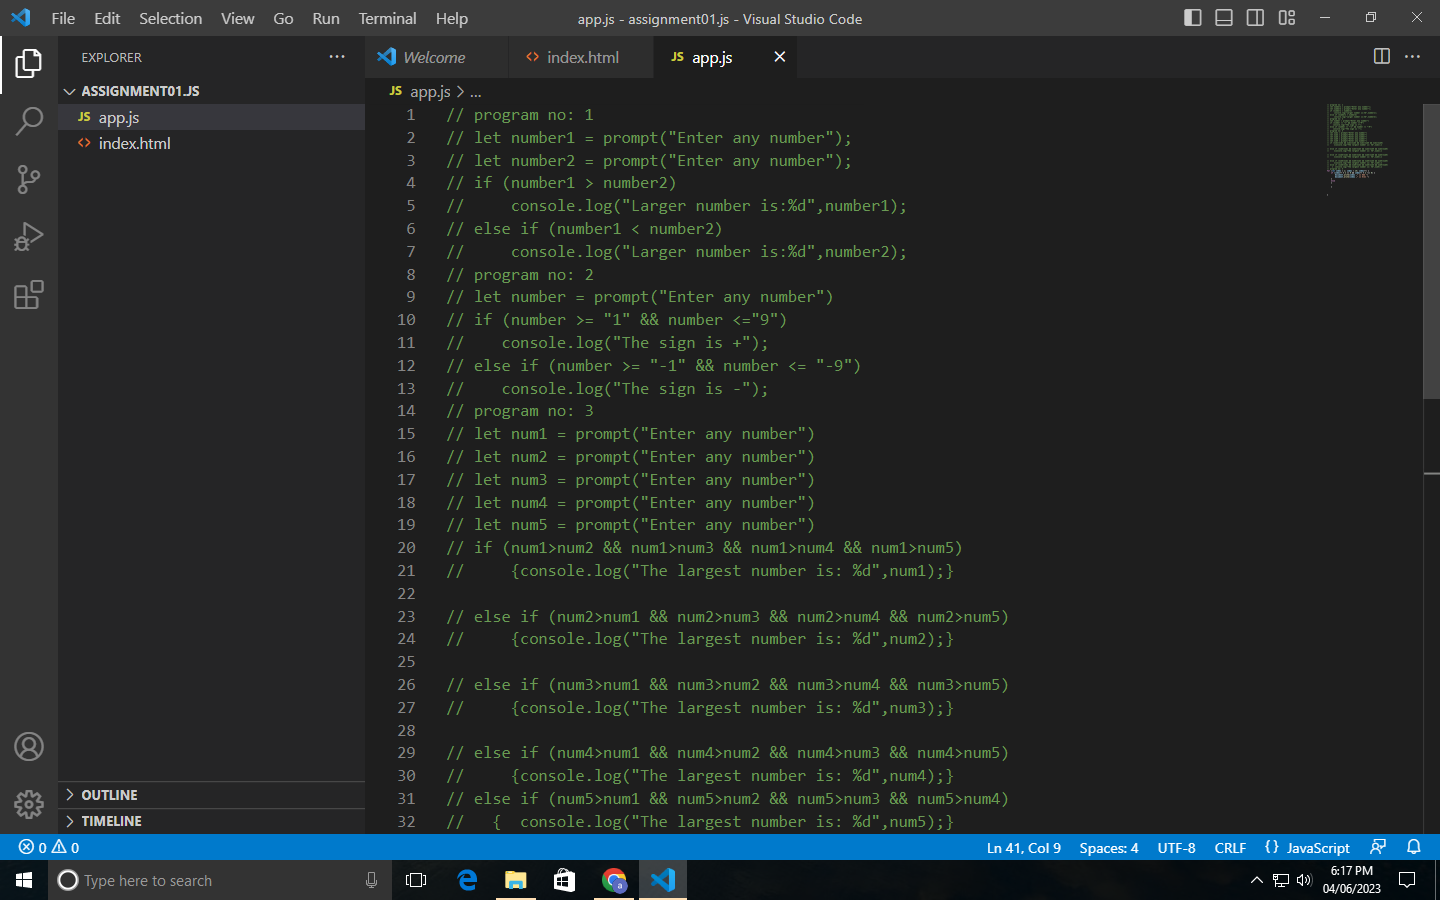 File Edit Selection View Go Run Terminal Help app.js - assignment01.js - Visual Studio Code
EXPLORER
ASSIGNMENT01.JS
JS app.js
index.html
OUTLINE
TIMELINE
Welcome index.html JS app.js
JS app.js > ...
1 // program no: 1
2 // let number1 = prompt("Enter any number");
3 // let number2 = prompt("Enter any number");
4 // if (number1 > number2)
5 //     console.log("Larger number is:%d",number1);
6 // else if (number1 < number2)
7 //     console.log("Larger number is:%d",number2);
8 // program no: 2
9 // let number = prompt("Enter any number")
10 // if (number >= "1" && number <="9")
11 //    console.log("The sign is +");
12 // else if (number >= "-1" && number <= "-9")
13 //    console.log("The sign is -");
14 // program no: 3
15 // let num1 = prompt("Enter any number")
16 // let num2 = prompt("Enter any number")
17 // let num3 = prompt("Enter any number")
18 // let num4 = prompt("Enter any number")
19 // let num5 = prompt("Enter any number")
20 // if (num1>num2 && num1>num3 && num1>num4 && num1>num5)
21 //     {console.log("The largest number is: %d",num1);}
22
23 // else if (num2>num1 && num2>num3 && num2>num4 && num2>num5)
24 //     {console.log("The largest number is: %d",num2);}
25
26 // else if (num3>num1 && num3>num2 && num3>num4 && num3>num5)
27 //     {console.log("The largest number is: %d",num3);}
28
29 // else if (num4>num1 && num4>num2 && num4>num3 && num4>num5)
30 //     {console.log("The largest number is: %d",num4);}
31 // else if (num5>num1 && num5>num2 && num5>num3 && num5>num4)
32 //   {  console.log("The largest number is: %d",num5);}
0 0 Ln 41, Col 9 Spaces: 4 UTF-8 CRLF {} JavaScript
Type here to search
6:17 PM
04/06/2023